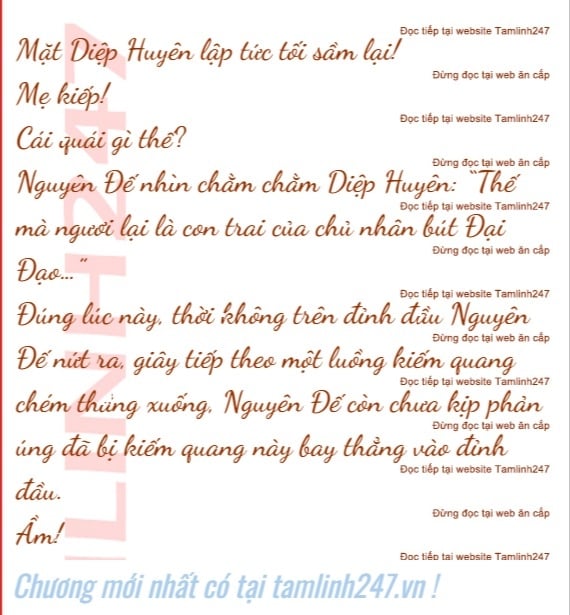 Đọc tiếp tại website Tamlinh247
Mặt Diệp Huyên lập tức tối sầm lại!
Đừng đọc tại web ăn cắp
Mẹ kiếp!
Đọc tiếp tại website Tamlinh247
Cái quái gì thế?
Đừng đọc tại web ăn cắp
Nguyên Đế nhìn chằm chằm Diệp Huyên: “Thế
Đọc tiếp tại website Tamlinh247
mà ngươi lại là con trai của chủ nhân bút Đại
Đừng đọc tại web ăn cắp
Đạo...“
Đọc tiếp tại website Tamlinh247
Đúng lúc này, thời không trên đỉnh đầu Nguyên
Đừng đọc tại web ăn cắp
Đế nứt ra, giây tiếp theo một luồng kiếm quang
Đọc tiếp tại website Tamlinh247
chém thẳng xuống, Nguyên Đế còn chưa kịp phản
Đừng đọc tại web ăn cắp
úng đã bị kiếm quang này bay thẳng vào đỉnh
Đọc tiếp tại website Tamlinh247
đầu.
Đừng đọc tại web ăn cắp
Ầm!
Đọc tiếp tại website Tamlinh247
LINH247
Chương mới nhất có tại tamlinh247.vn !